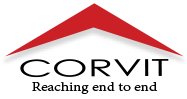 CORVIT
Reaching end to end